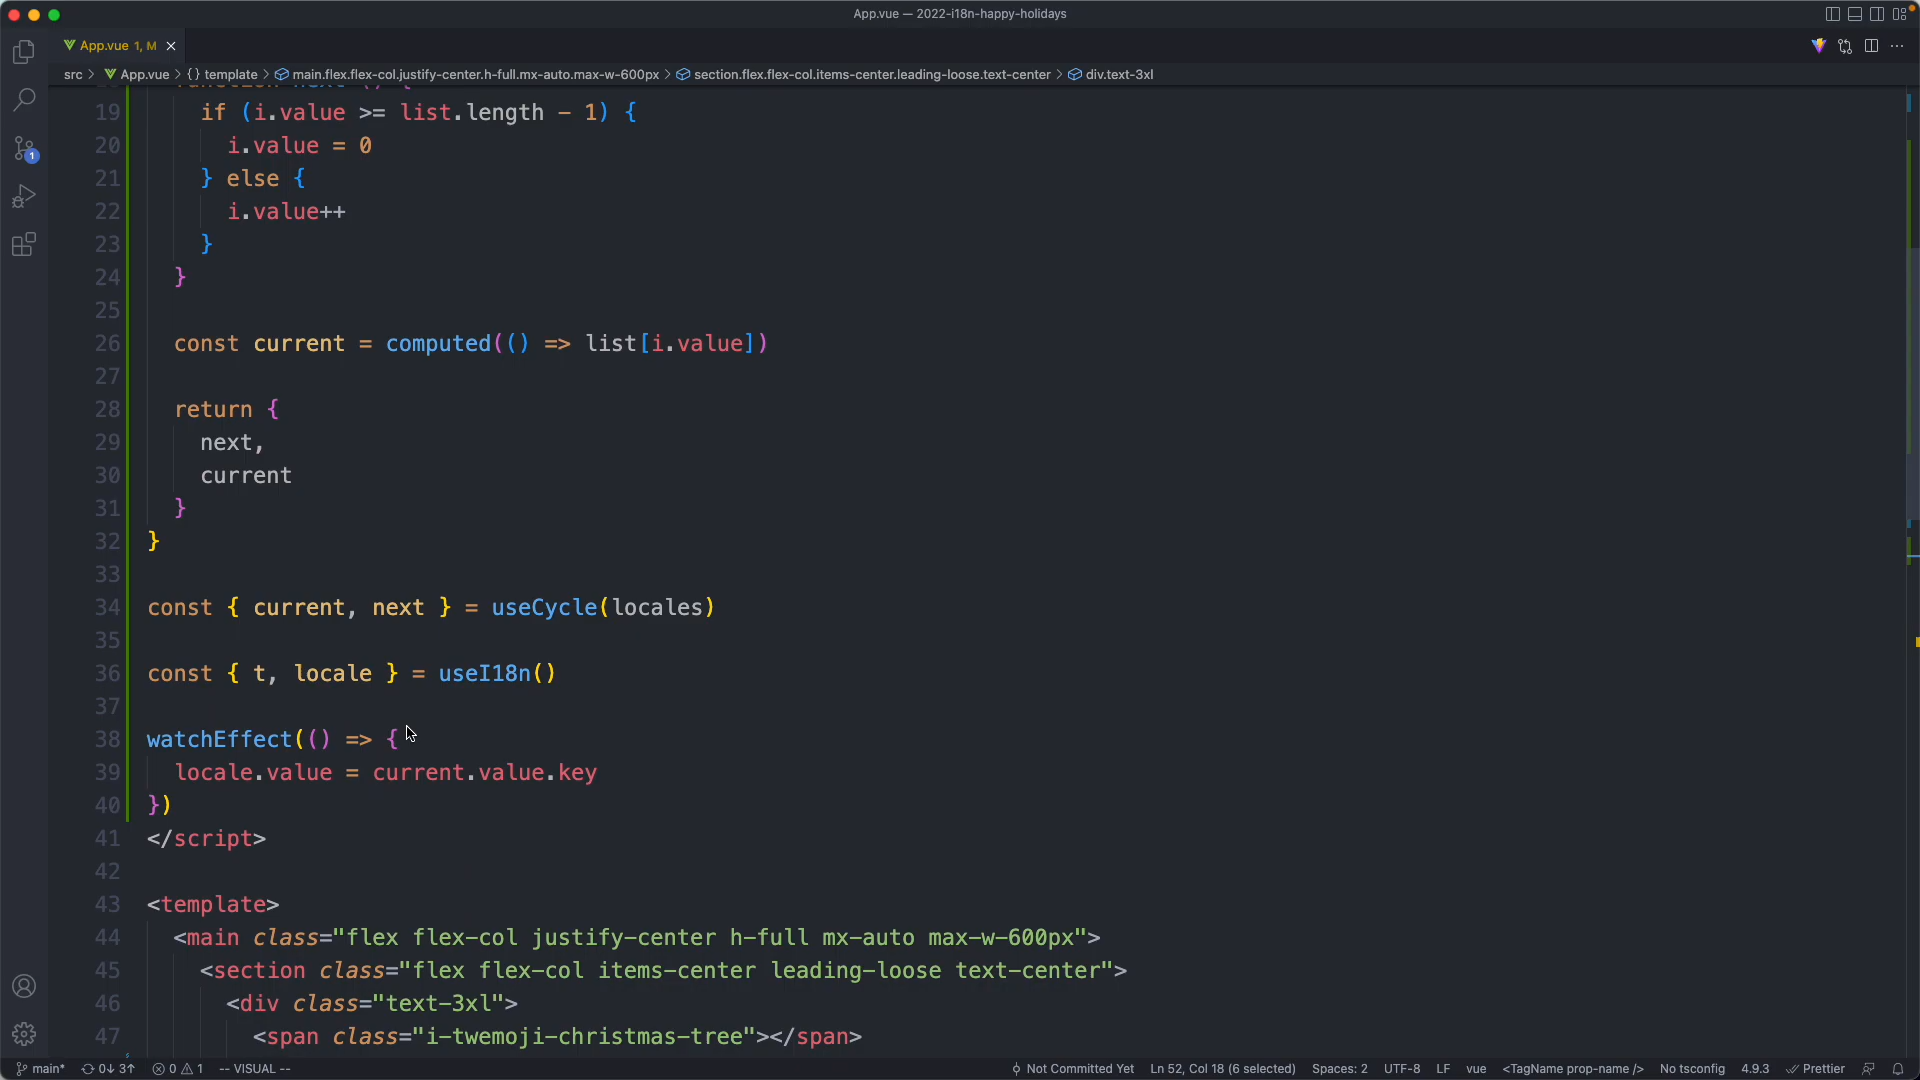 App.vue — 2022-i18n-happy-holidays
App.vue 1, M
src > App.vue > {} template > main.flex.flex-col.justify-center.h-full.mx-auto.max-w-600px > section.flex.flex-col.items-center.leading-loose.text-center > div.text-3xl
19 if (i.value >= list.length - 1) {
20 i.value = 0
21 } else {
22 i.value++
23 }
24 }
25
26 const current = computed(() => list[i.value])
27
28 return {
29 next,
30 current
31 }
32 }
33
34 const { current, next } = useCycle(locales)
35
36 const { t, locale } = useI18n()
37
38 watchEffect(() => {
39 locale.value = current.value.key
40 })
41 </script>
42
43 <template>
44 <main class="flex flex-col justify-center h-full mx-auto max-w-600px">
45 <section class="flex flex-col items-center leading-loose text-center">
46 <div class="text-3xl">
47 <span class="i-twemoji-christmas-tree"></span>
1
main* 0↓ 3↑ 0 1 -- VISUAL -- Not Committed Yet Ln 52, Col 18 (6 selected) Spaces: 2 UTF-8 LF vue <TagName prop-name /> No tsconfig 4.9.3 Prettier